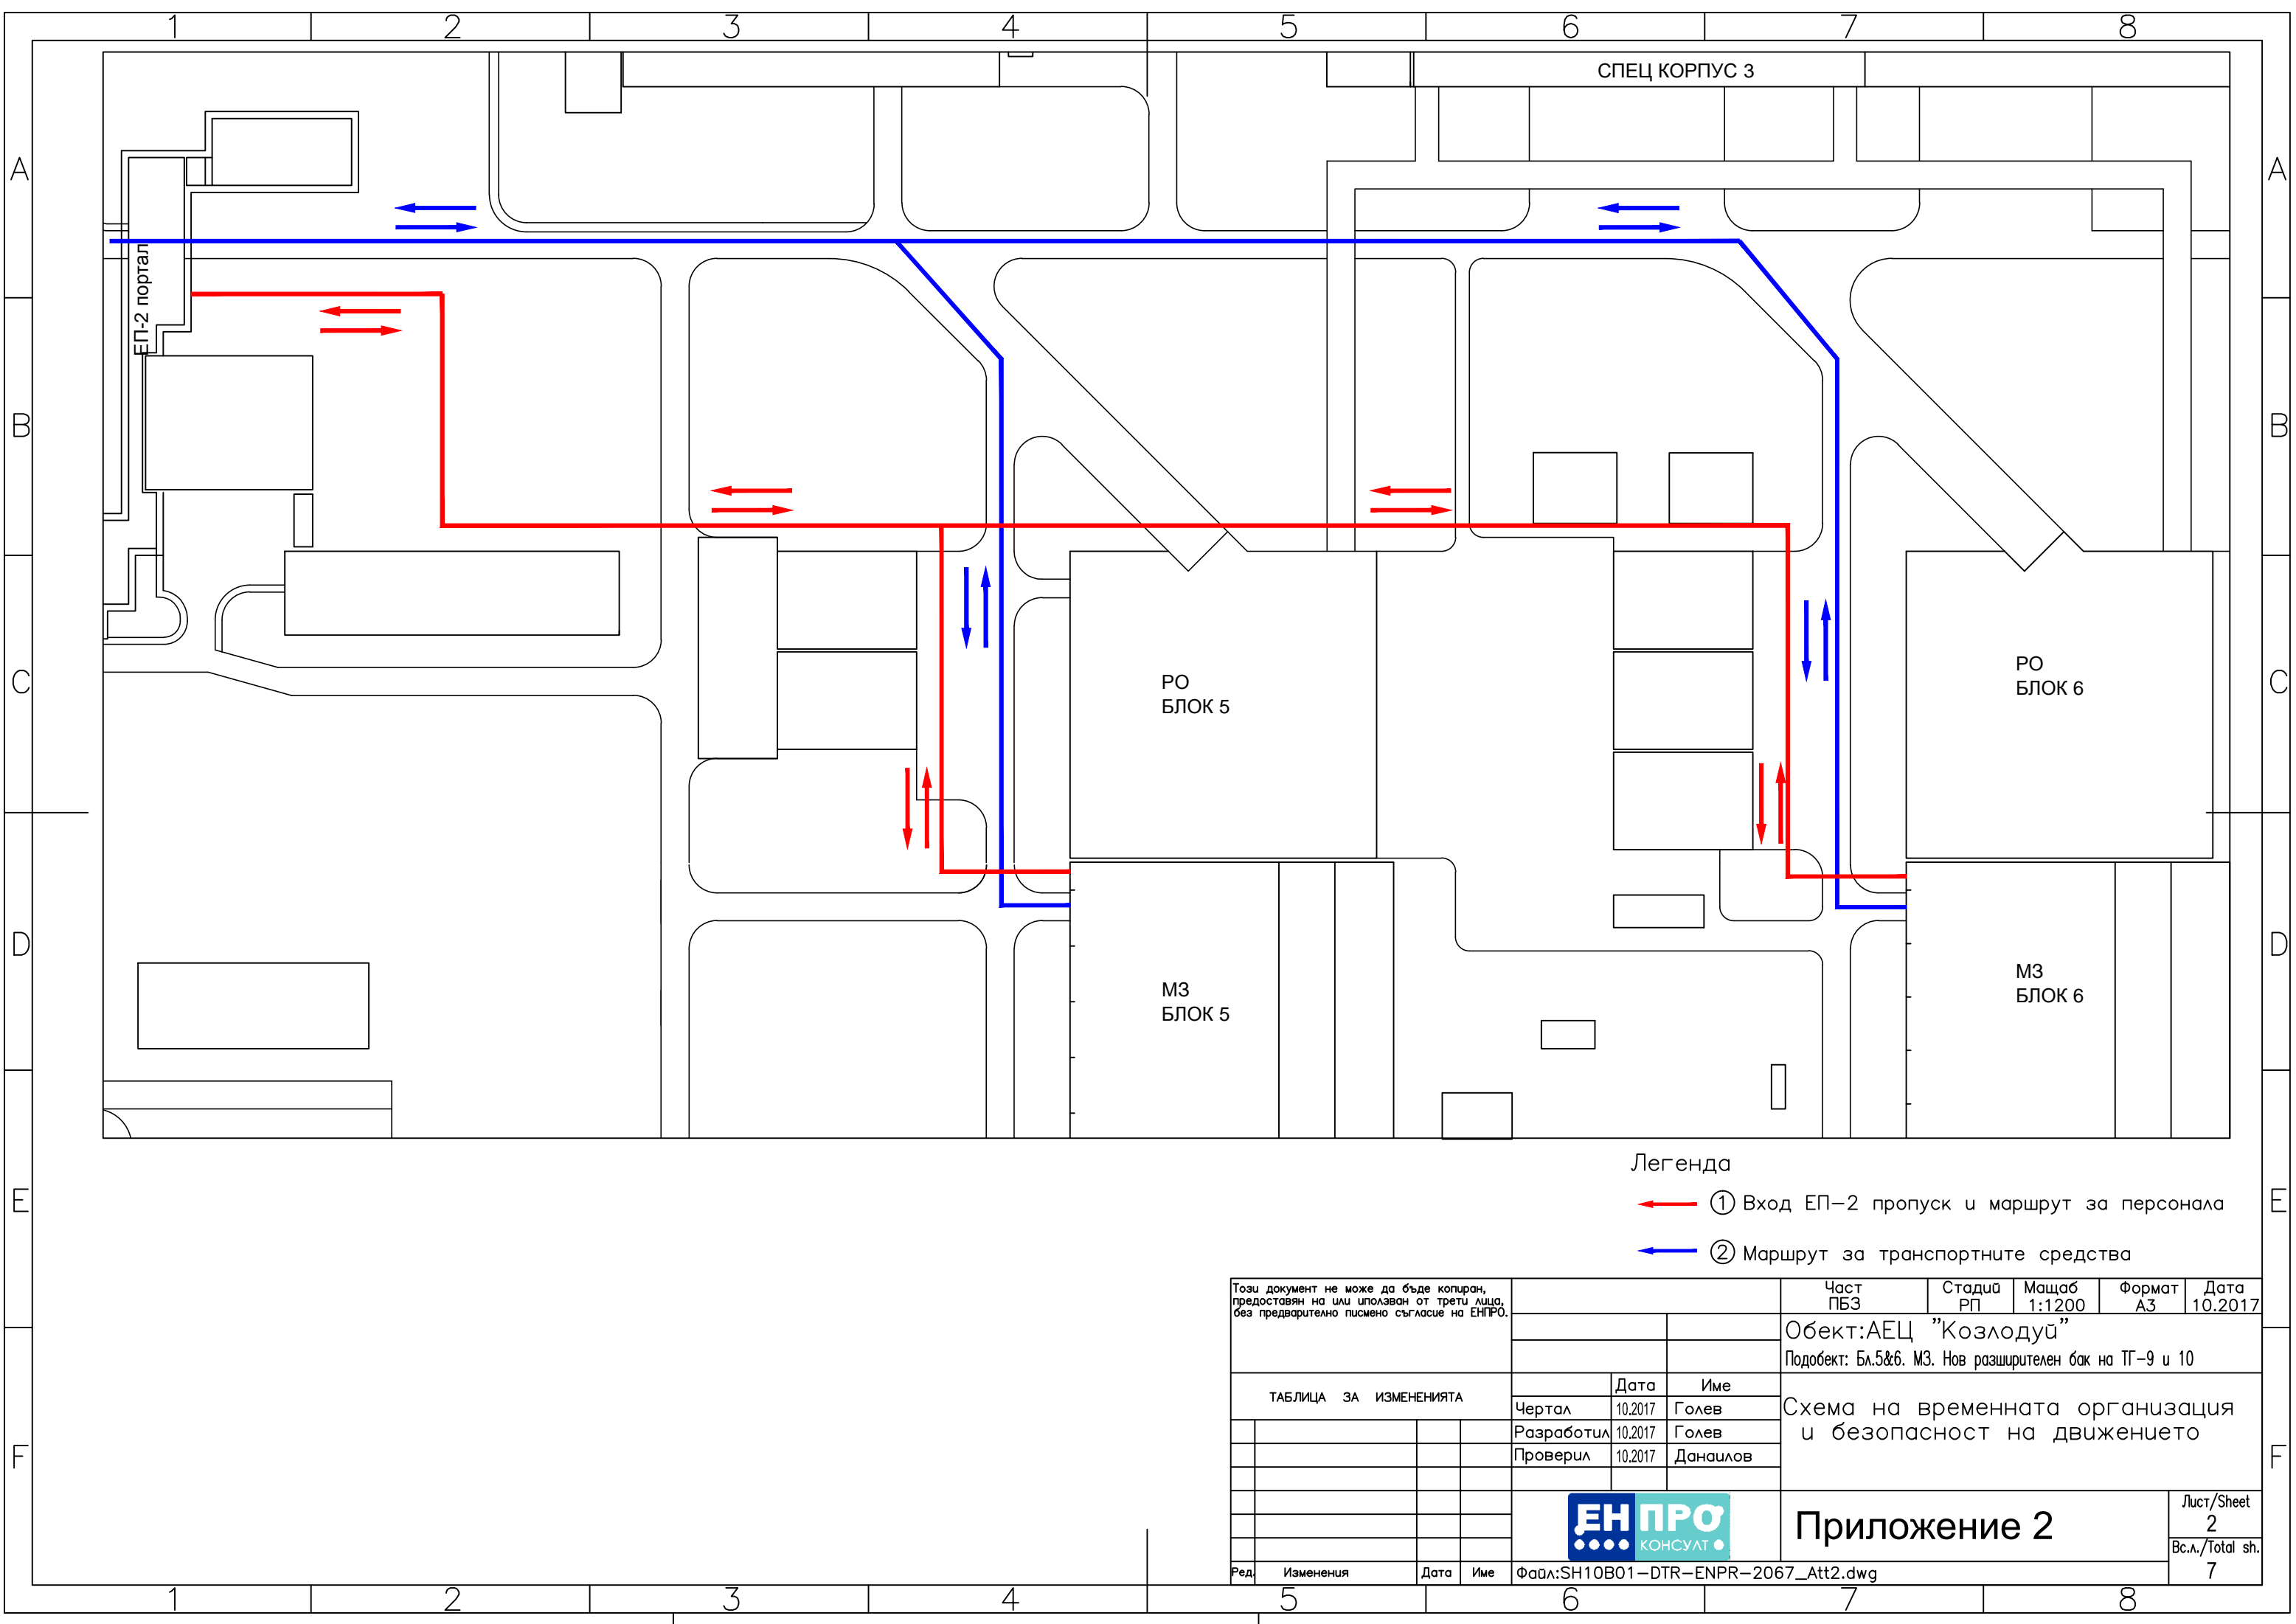 1 2 3 4 5 6 7 8
СПЕЦ КОРПУС 3
A A
ЕП-2 портал
B B
C C
РО
БЛОК 5
РО
БЛОК 6
D D
МЗ
БЛОК 5
МЗ
БЛОК 6
Легенда
E E
1 Вход ЕП-2 пропуск и маршрут за персонала
2 Маршрут за транспортните средства
Този документ не може да бъде копиран,
предоставян на или иползван от трети лица,
без предварително писмено съгласие на ЕНПРО.
Част Стадий Мащаб Формат Дата
ПБЗ РП 1:1200 А3 10.2017
Обект:АЕЦ "Козлодуй"
Подобект: Бл.5&6. МЗ. Нов разширителен бак на ТГ-9 и 10
ТАБЛИЦА ЗА ИЗМЕНЕНИЯТА
Дата Име
Чертал 10.2017 Голев
Разработил 10.2017 Голев
Проверил 10.2017 Данаилов
Схема на временната организация
и безопасност на движението
F F
ЕНПРО
КОНСУЛТ
Приложение 2
Лист/Sheet
2
Вс.л./Total sh.
7
Ред. Изменения Дата Име
Файл:SH10B01-DTR-ENPR-2067_Att2.dwg
1 2 3 4 5 6 7 8